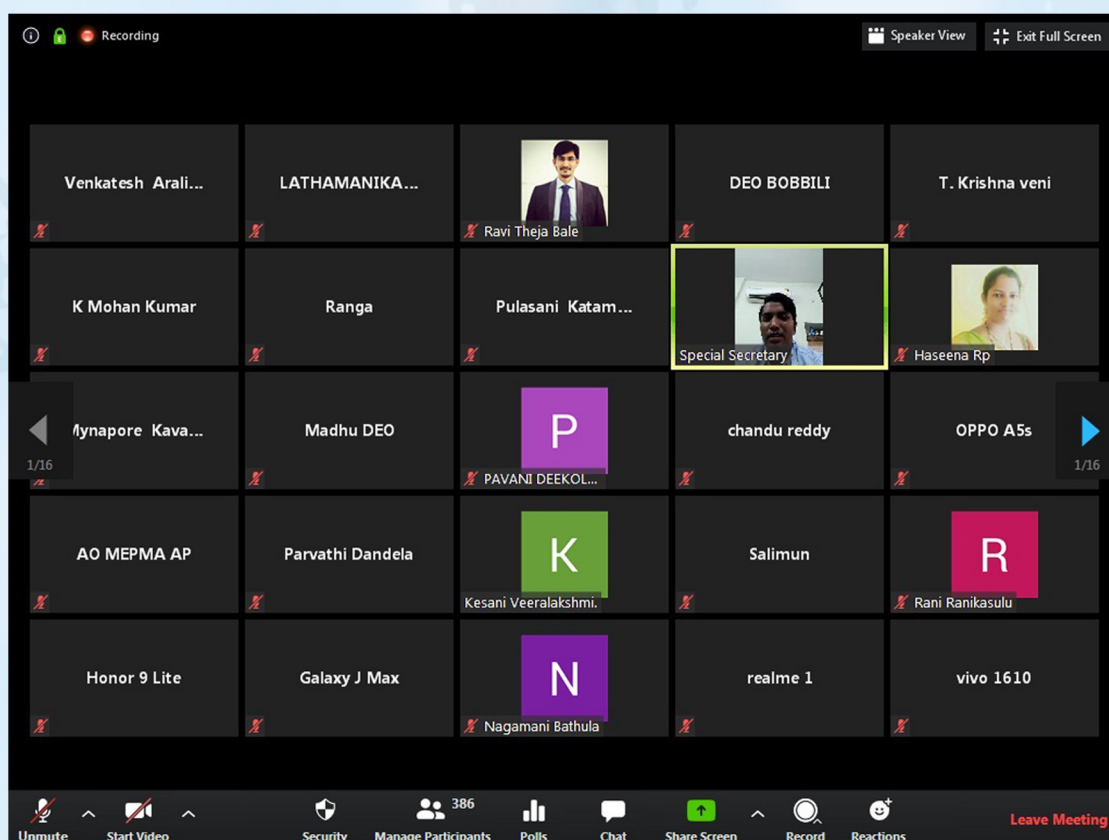 Recording
Speaker View
Exit Full Screen
Venkatesh Arali...
LATHAMANIKA...
Ravi Theja Bale
DEO BOBBILI
T. Krishna veni
K Mohan Kumar
Ranga
Pulasani Katam...
Special Secretary
Haseena Rp
Mynapore Kava...
Madhu DEO
P
PAVANI DEEKOL...
chandu reddy
OPPO A5s
1/16
1/16
AO MEPMA AP
Parvathi Dandela
K
Kesani Veeralakshmi.
Salimun
R
Rani Ranikasulu
Honor 9 Lite
Galaxy J Max
N
Nagamani Bathula
realme 1
vivo 1610
Unmute
Start Video
Security
386
Manage Participants
Polls
Chat
Share Screen
Record
Reactions
Leave Meeting